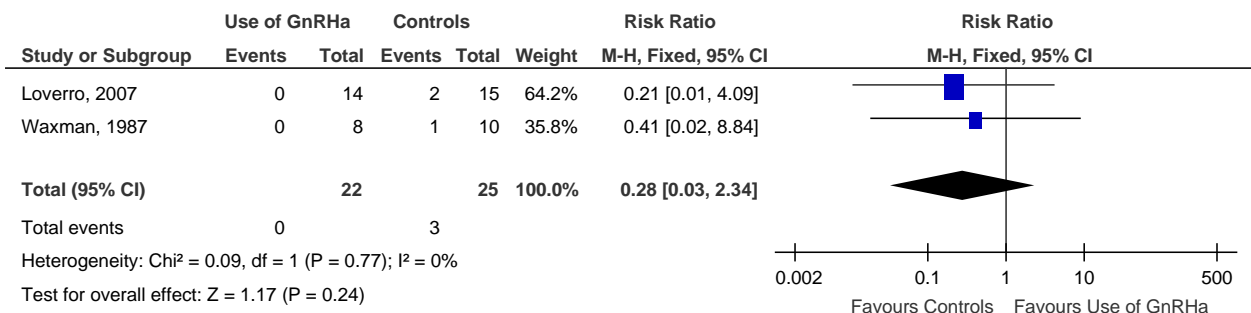 Use of GnRHa Controls Risk Ratio Risk Ratio
Study or Subgroup Events Total Events Total Weight M-H, Fixed, 95% CI M-H, Fixed, 95% CI
Loverro, 2007 0 14 2 15 64.2% 0.21 [0.01, 4.09]
Waxman, 1987 0 8 1 10 35.8% 0.41 [0.02, 8.84]
Total (95% CI) 22 25 100.0% 0.28 [0.03, 2.34]
Total events 0 3
Heterogeneity: Chi² = 0.09, df = 1 (P = 0.77); I² = 0%
Test for overall effect: Z = 1.17 (P = 0.24)
0.002 0.1 1 10 500
Favours Controls Favours Use of GnRHa